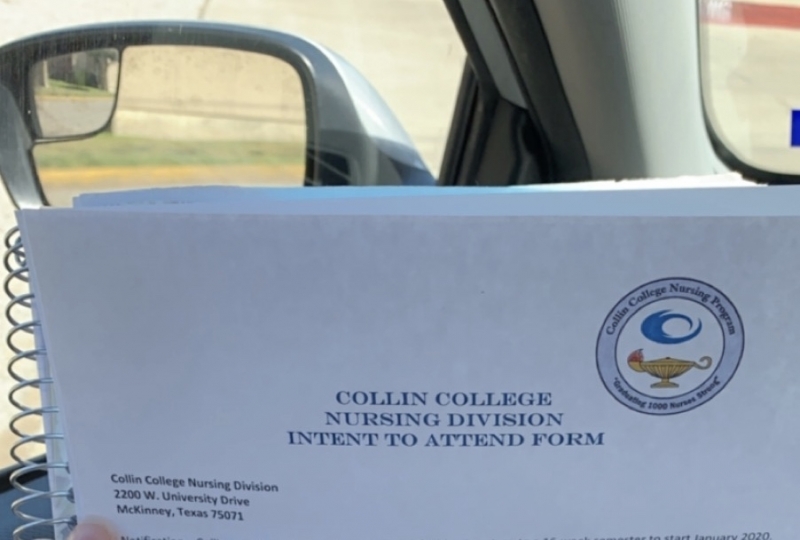 Collin College Nursing Program
"Graduating 1000 Nurses Strong"
COLLIN COLLEGE
NURSING DIVISION
INTENT TO ATTEND FORM
Collin College Nursing Division
2200 W. University Drive
McKinney, Texas 75071
semester to start January 2020.